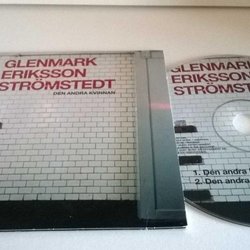 GLENMARK
ERIKSSON
STRÖMSTEDT
DEN ANDRA KVINNAN
GLENMARK
ERIKSSON
STRÖMSTEDT
1. Den andra
2. Den andra